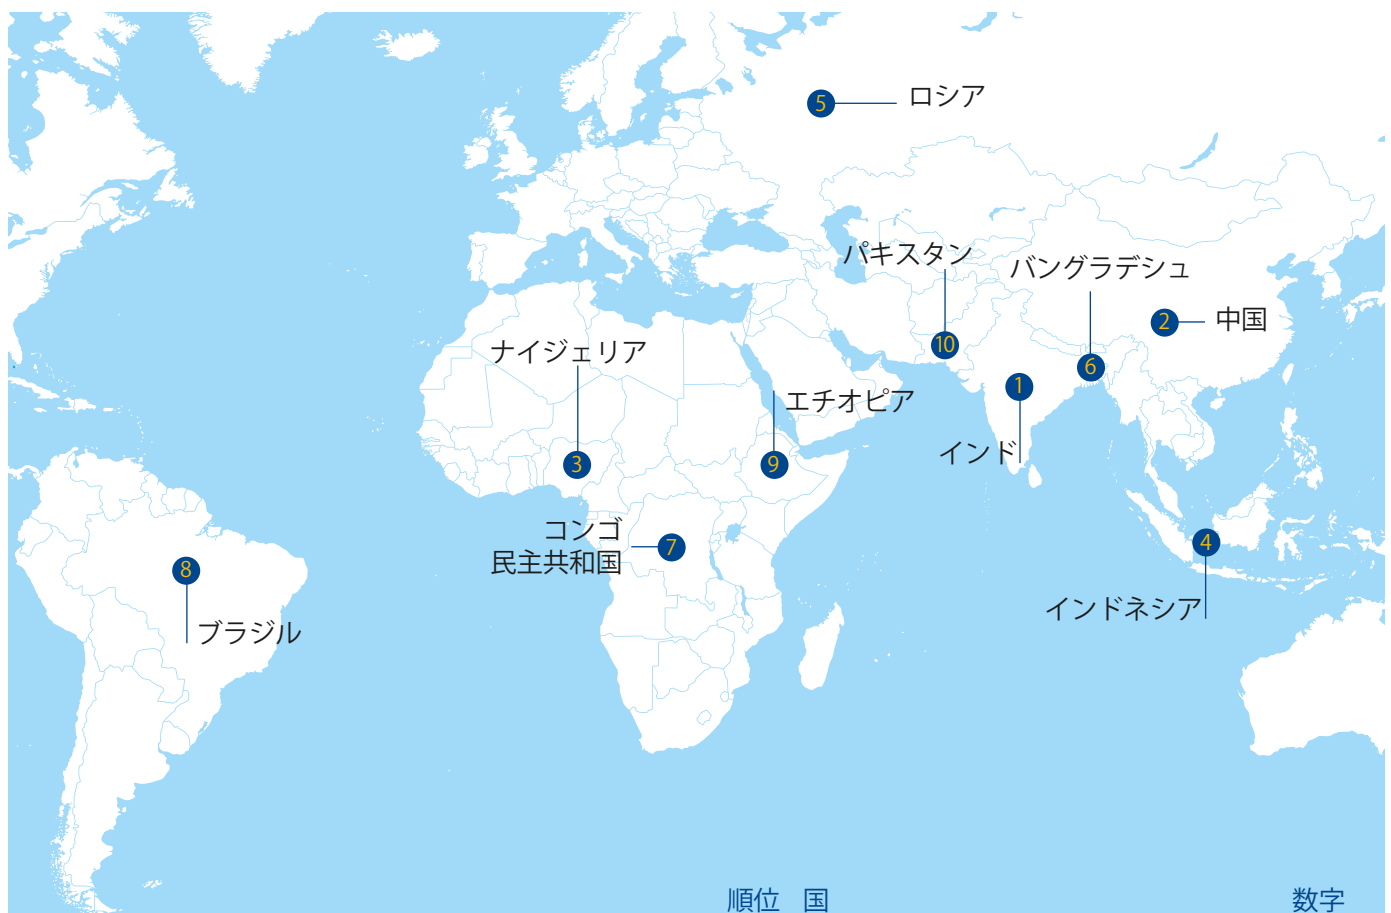 5 ロシア
パキスタン
バングラデシュ
2 中国
10
ナイジェリア
6
1
エチオピア
インド
3
9
コンゴ
民主共和国
7
4
8
インドネシア
ブラジル
順位 国 数字